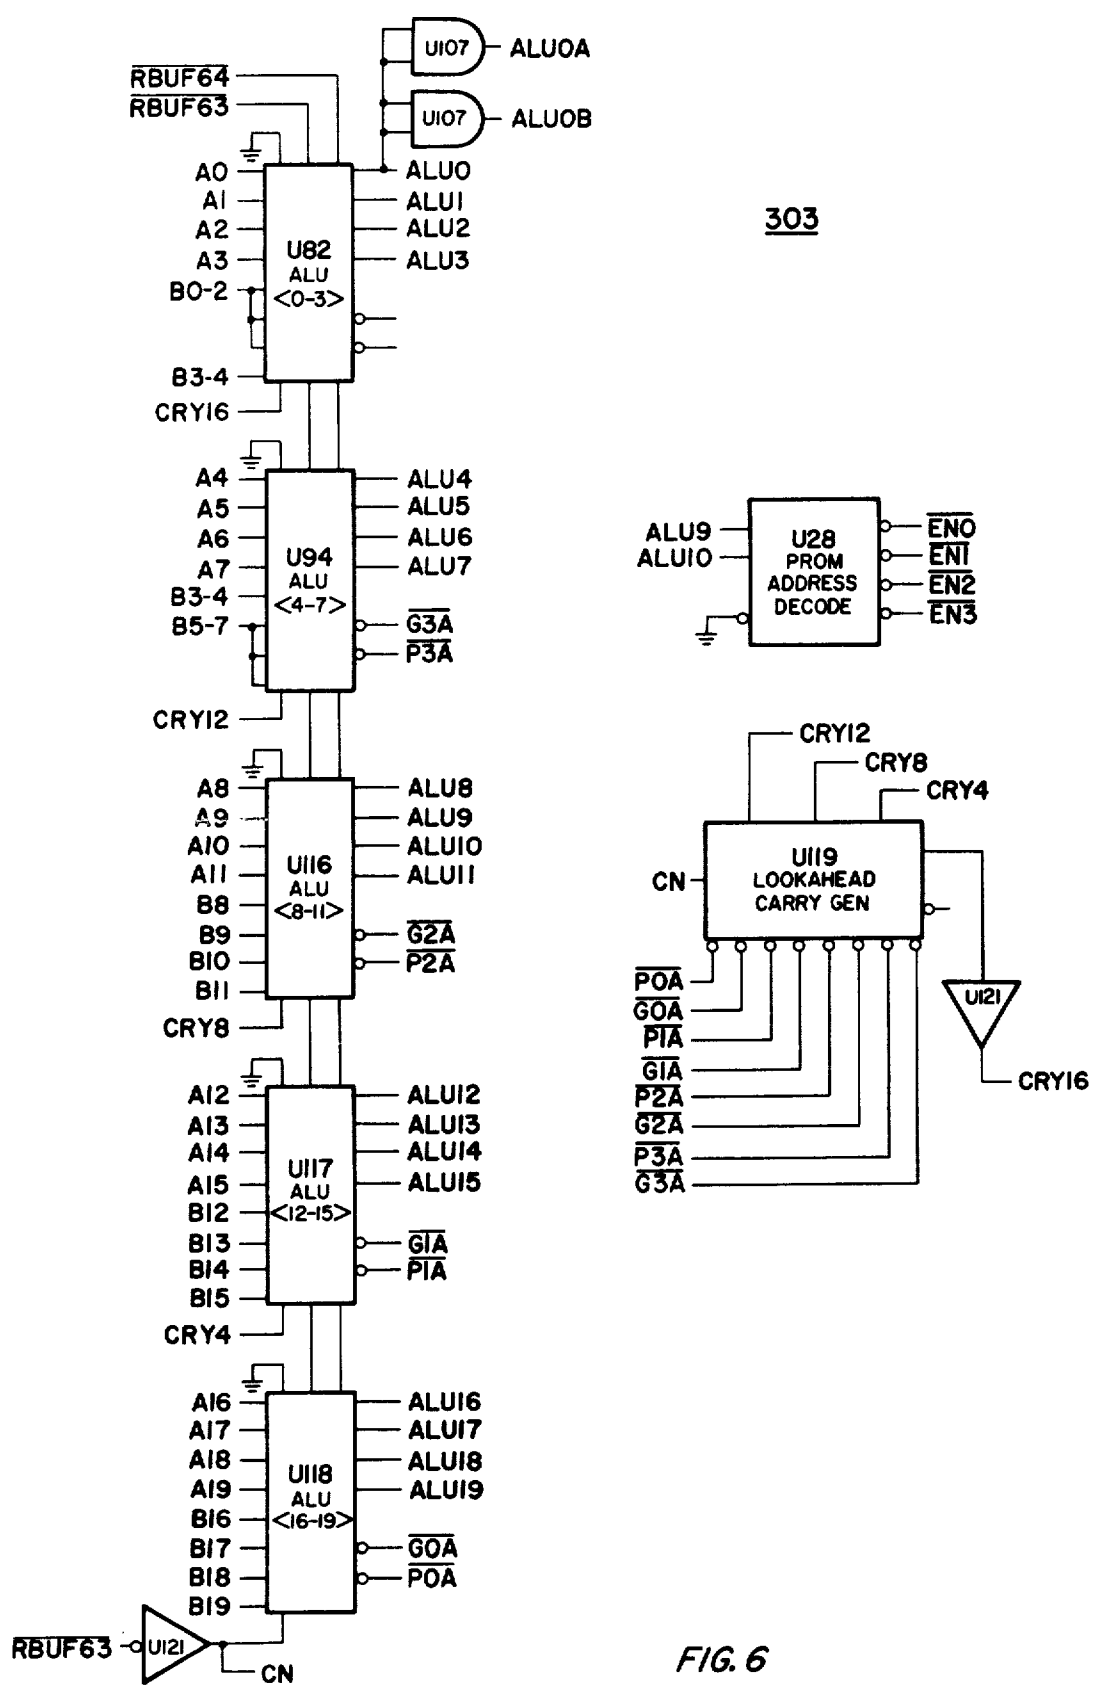 U107 ALU0A
RBUF64
RBUF63
U107 ALU0B
A0 ALU0
A1 ALU1
A2 ALU2
A3 ALU3
U82
ALU
<0-3>
B0-2
B3-4
CRY16
303
A4 ALU4
A5 ALU5
A6 ALU6
A7 ALU7
U94
ALU
<4-7>
B3-4
B5-7
G3A
P3A
CRY12
ALU9
ALU10
U28
PROM
ADDRESS
DECODE
EN0
EN1
EN2
EN3
A8 ALU8
A9 ALU9
A10 ALU10
A11 ALU11
U116
ALU
<8-11>
B8
B9 G2A
B10 P2A
B11
CRY8
CRY12
CRY8
CRY4
CN
U119
LOOKAHEAD
CARRY GEN
P0A
G0A
P1A
G1A
P2A
G2A
P3A
G3A
U121
CRY16
A12 ALU12
A13 ALU13
A14 ALU14
A15 ALU15
U117
ALU
<12-15>
B12
B13 G1A
B14 P1A
B15
CRY4
A16 ALU16
A17 ALU17
A18 ALU18
A19 ALU19
U118
ALU
<16-19>
B16
B17 G0A
B18 P0A
B19
RBUF63 U121
CN
FIG. 6